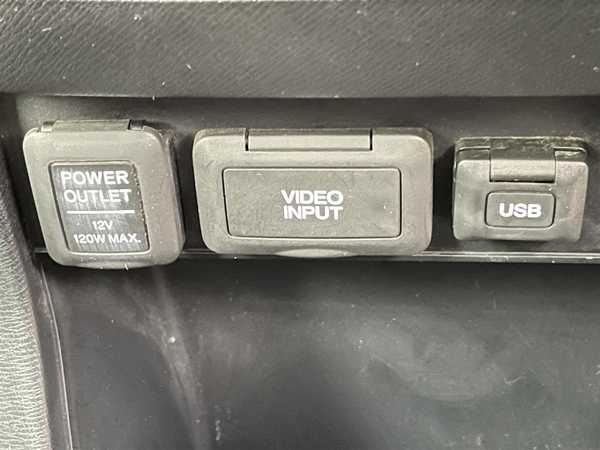 POWER
OUTLET
12V
120W MAX.
VIDEO
INPUT
USB